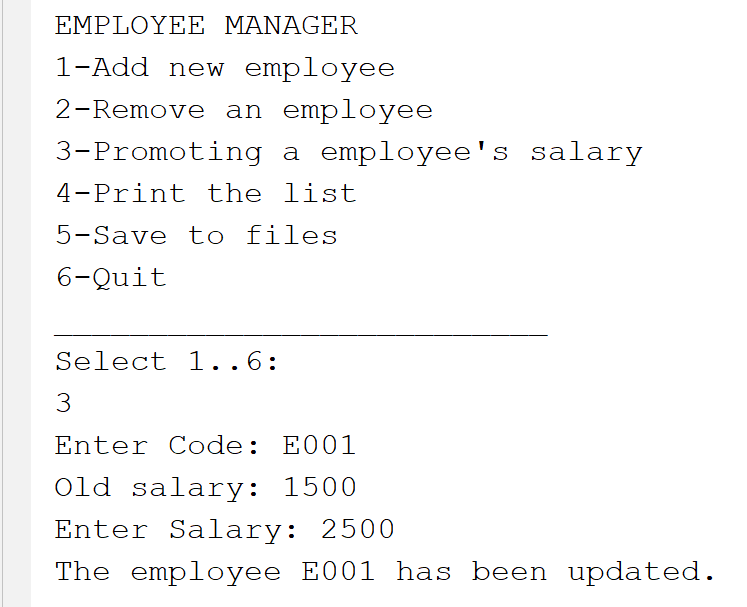 EMPLOYEE MANAGER
1-Add new employee
2-Remove an employee
3-Promoting a employee's salary
4-Print the list
5-Save to files
6-Quit
__________________________
Select 1..6:
3
Enter Code: E001
Old salary: 1500
Enter Salary: 2500
The employee E001 has been updated.